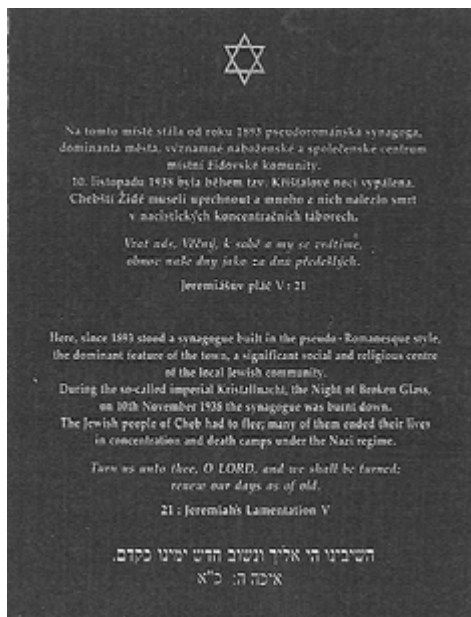 Na tomto místě stála od roku 1893 pseudorománská synagoga,
dominanta města, významné náboženské a společenské centrum
místní židovské komunity.
10. listopadu 1938 byla během tzv. Křišťálové noci vypálena.
Chebští Židé museli uprchnout a mnoho z nich nalezlo smrt
v nacistických koncentračních táborech.
Vrať nás, Věčný, k sobě a my se vrátíme,
obnov naše dny jako za dnů předešlých.
Jeremiášův pláč V : 21
Here, since 1893 stood a synagogue built in the pseudo-Romanesque style,
the dominant feature of the town, a significant social and religious centre
of the local Jewish community.
During the so-called imperial Kristallnacht, the Night of Broken Glass,
on 10th November 1938 the synagogue was burnt down.
The Jewish people of Cheb had to flee; many of them ended their lives
in concentration and death camps under the Nazi regime.
Turn us unto thee, O LORD, and we shall be turned;
renew our days as of old.
21 : Jeremiah's Lamentation V
השיבינו הי אליך ונשוב חדש ימינו כקדם.
איכה ה: כ"א